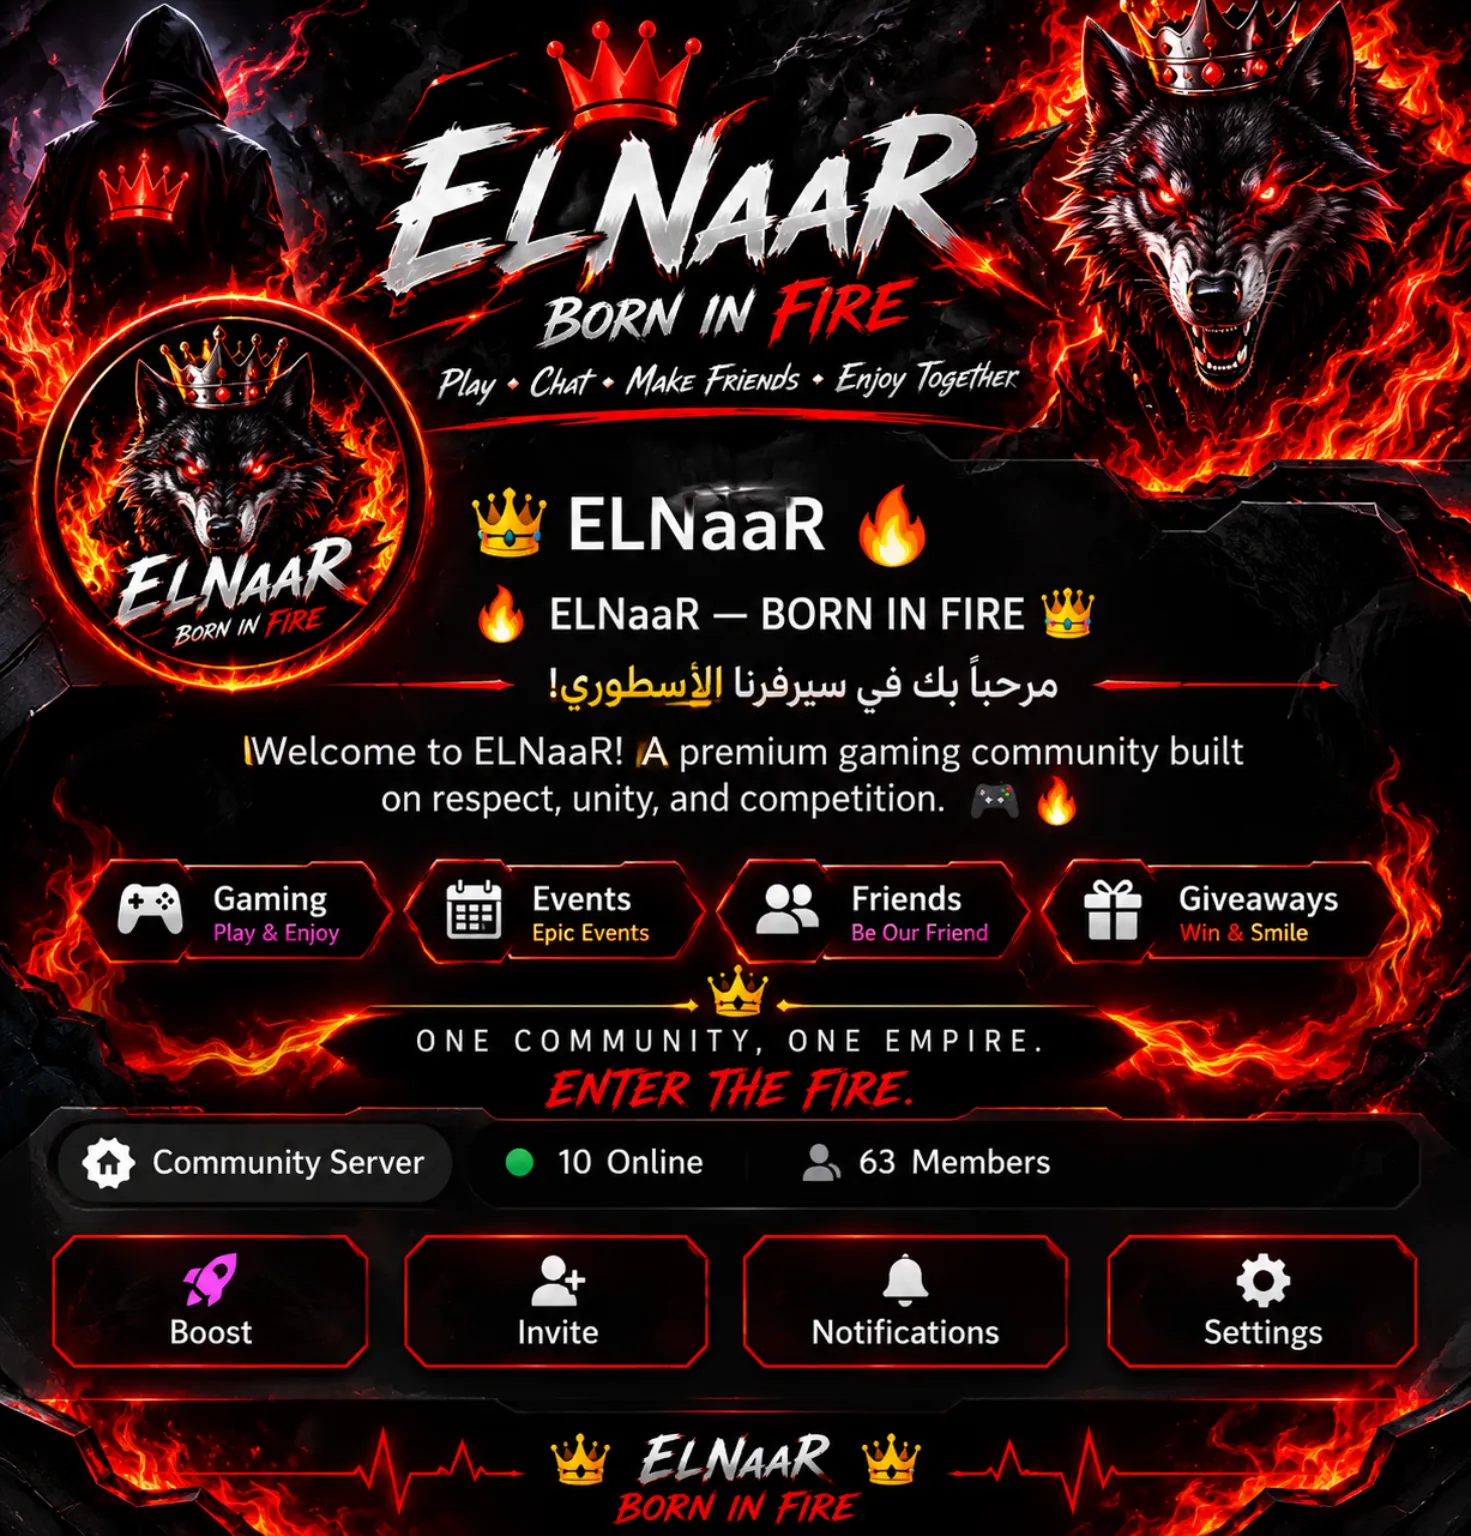 ELNAAR
BORN IN FIRE
Play • Chat • Make Friends • Enjoy Together
ELNAAR
BORN IN FIRE
👑 ELNaaR 🔥
🔥 ELNaaR — BORN IN FIRE 👑
مرحباً بك في سيرفرنا الأسطوري!
Welcome to ELNaaR! A premium gaming community built
on respect, unity, and competition. 🎮 🔥
Gaming
Play & Enjoy
Events
Epic Events
Friends
Be Our Friend
Giveaways
Win & Smile
ONE COMMUNITY, ONE EMPIRE.
ENTER THE FIRE.
Community Server
10 Online
63 Members
Boost
Invite
Notifications
Settings
👑 ELNAAR 👑
BORN IN FIRE